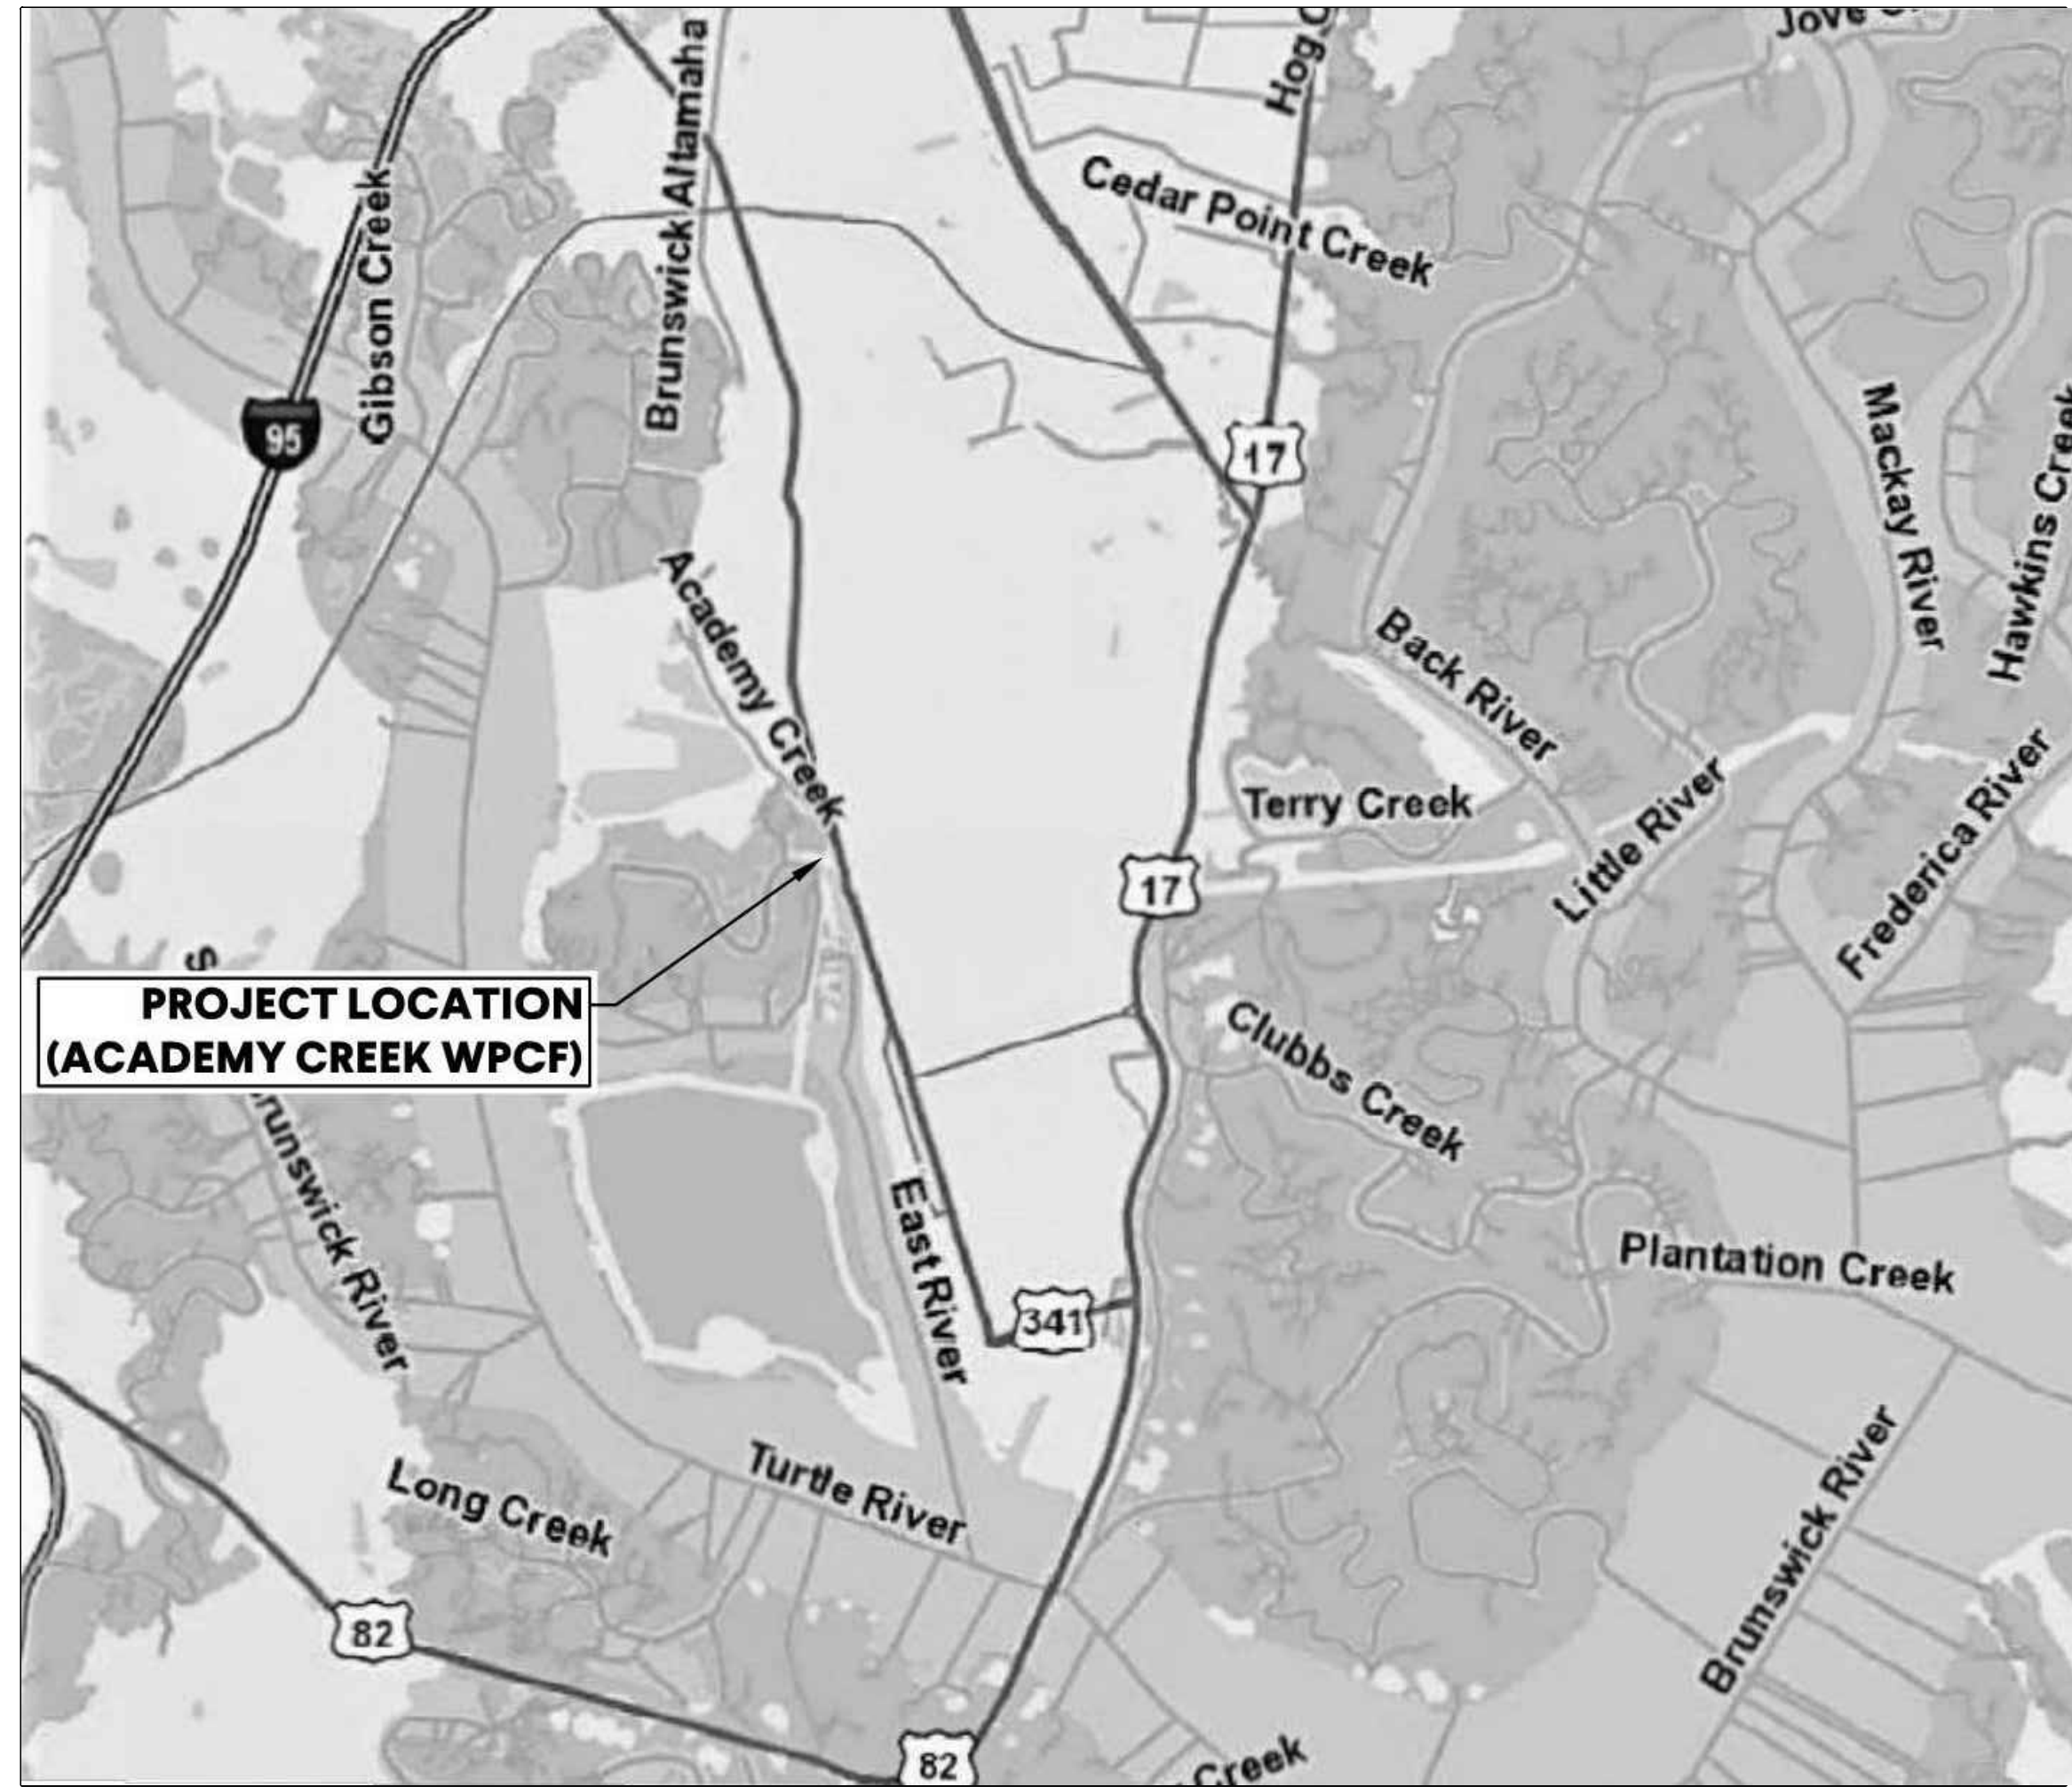 Jove
Hog
Brunswick Altamaha
Cedar Point Creek
Gibson Creek
95
17
Mackay River
Hawkins Creek
Academy Creek
Back River
Terry Creek
Little River
Frederica River
17
S
PROJECT LOCATION
(ACADEMY CREEK WPCF)
Clubbs Creek
runswick River
East River
Plantation Creek
341
Long Creek
Turtle River
Brunswick River
82
82
Creek